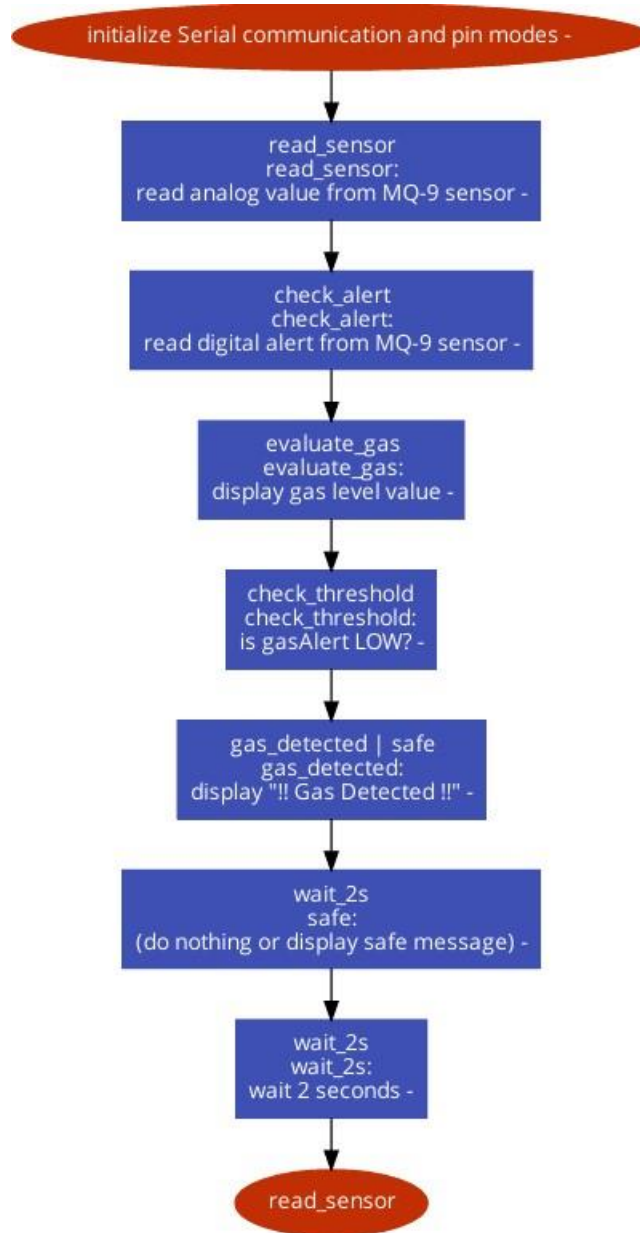 initialize Serial communication and pin modes -
read_sensor
read_sensor:
read analog value from MQ-9 sensor -
check_alert
check_alert:
read digital alert from MQ-9 sensor -
evaluate_gas
evaluate_gas:
display gas level value -
check_threshold
check_threshold:
is gasAlert LOW? -
gas_detected | safe
gas_detected:
display "!! Gas Detected !!" -
wait_2s
safe:
(do nothing or display safe message) -
wait_2s
wait_2s:
wait 2 seconds -
read_sensor